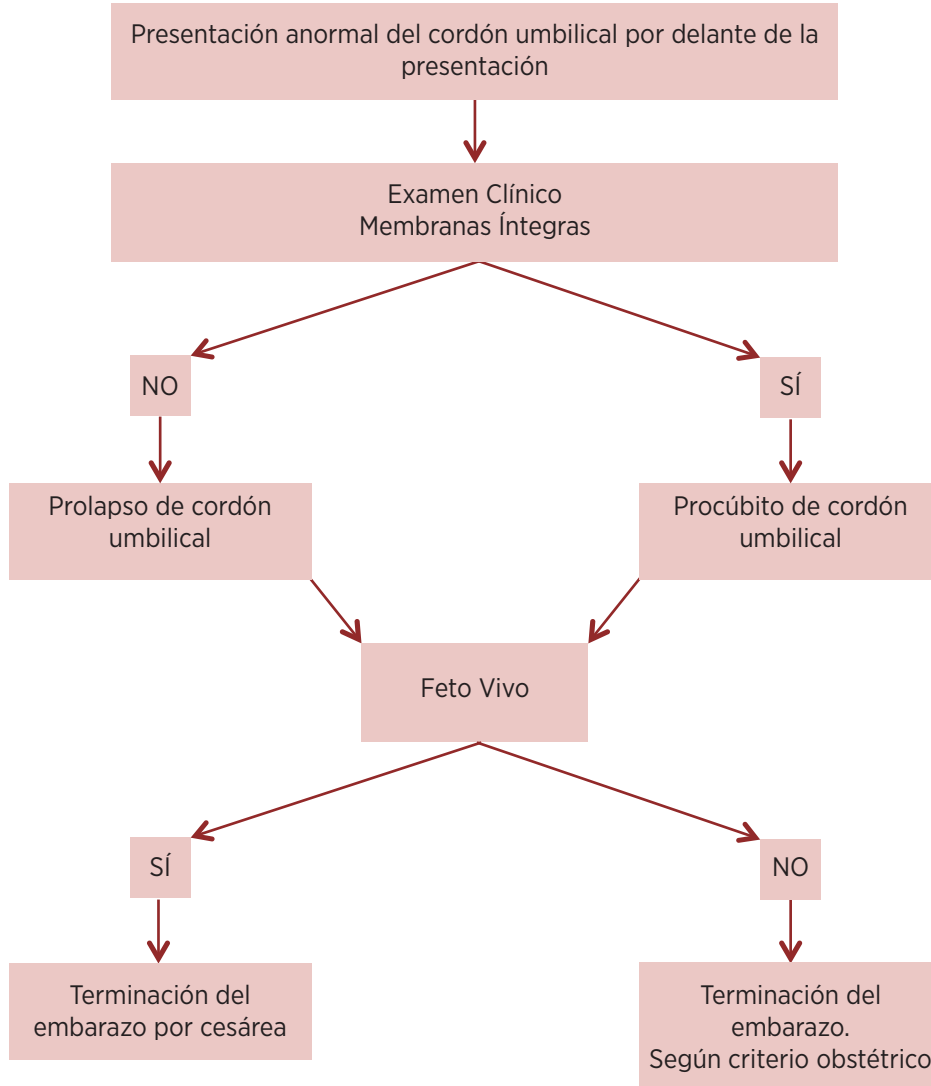 Presentación anormal del cordón umbilical por delante de la
presentación
Examen Clínico
Membranas Íntegras
NO
SÍ
Prolapso de cordón
umbilical
Procúbito de cordón
umbilical
Feto Vivo
SÍ
NO
Terminación del
embarazo por cesárea
Terminación del
embarazo.
Según criterio obstétrico